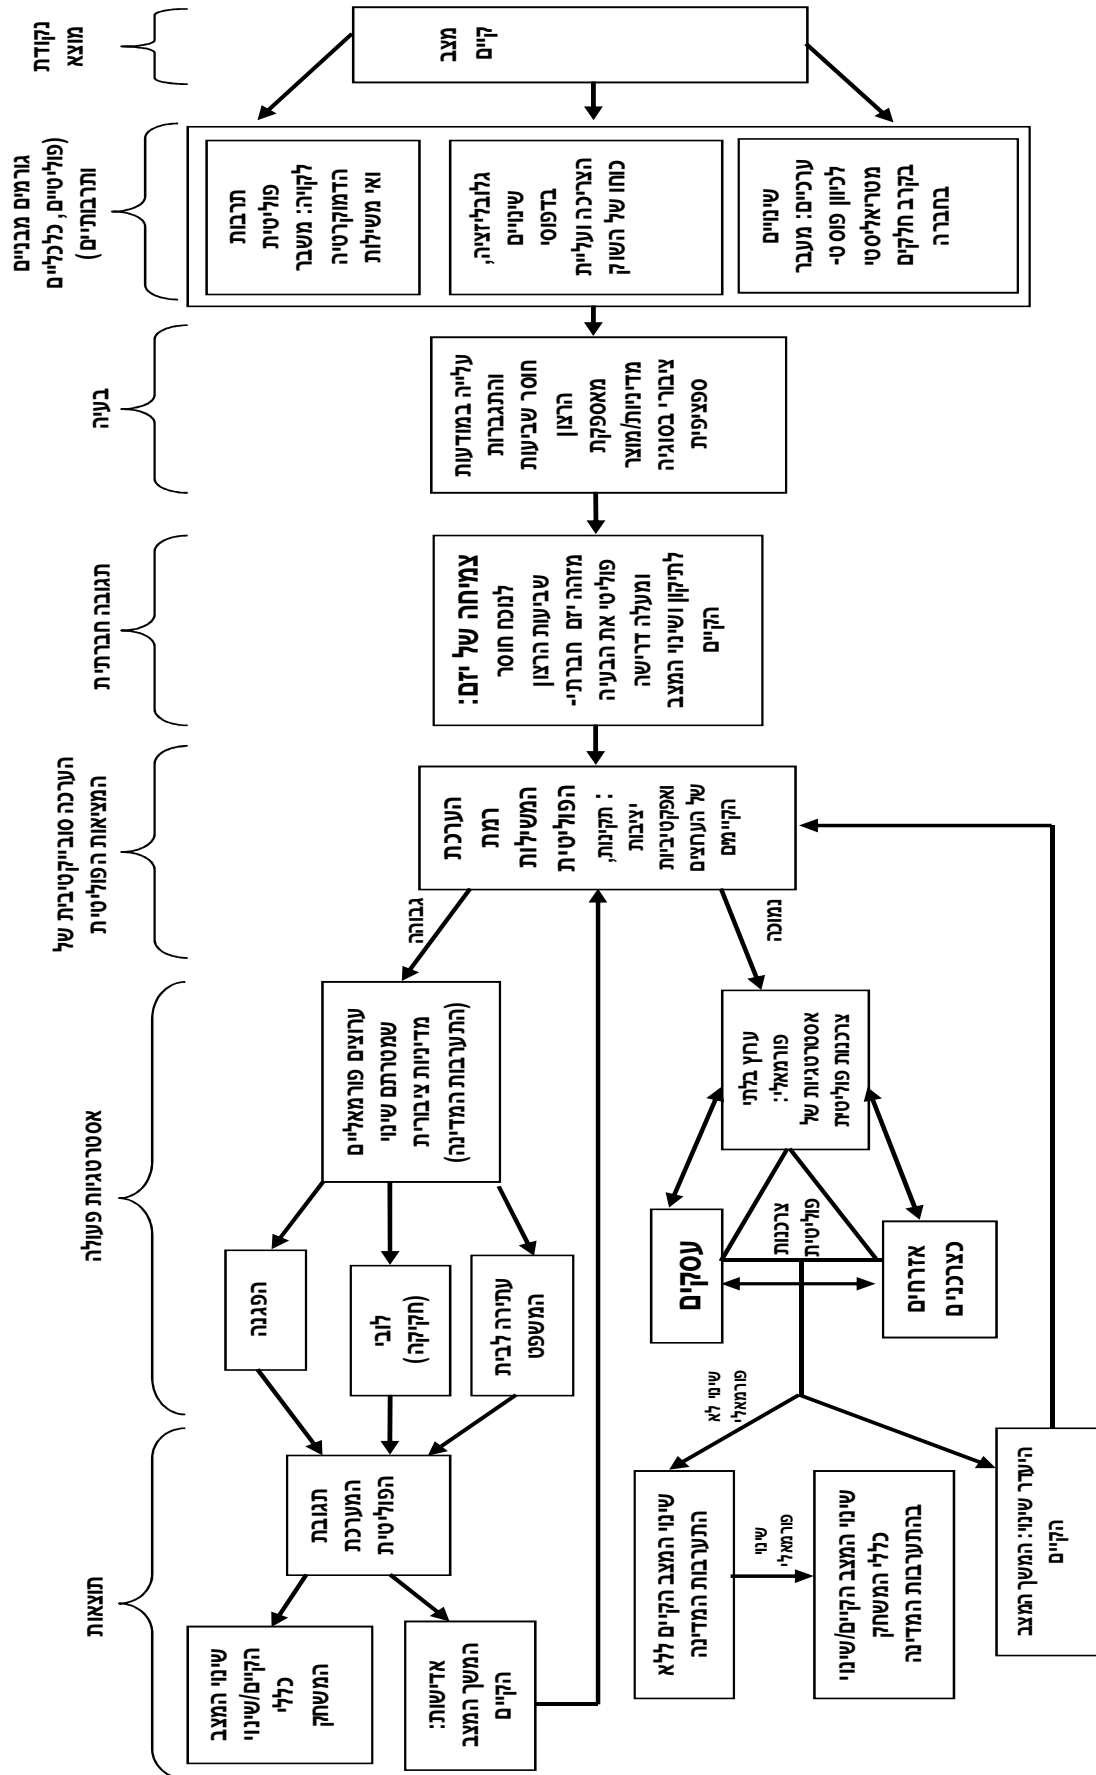 נקודת
מוצא
מצב
קיים
גורמים מבניים
(פוליטיים, כלכליים
ותרבותיים)
תרבות
פוליטית
לקויה: משבר
הדמוקרטיה
ואי משילות
גלובליזציה,
שינויים
בדפוסי
הצריכה ועליית
כוחו של השוק
שינויים
ערכים: מעבר
לכיוון פוסט-
מטריאליסטי
בקרב חלקים
בחברה
בעיה
עלייה במודעות
והתגברות
חוסר שביעות
הרצון
מאספקת
מדיניות/מוצר
ציבורי בסוגיה
ספציפית
תגובה חברתית
צמיחה של יזם:
לנוכח חוסר
שביעות הרצון
מזהה יזם חברתי-
פוליטי את הבעיה
ומעלה דרישה
לתיקון ושינוי המצב
הקיים
הערכה סובייקטיבית של
המציאות הפוליטית
הערכת
רמת
המשילות
הפוליטית
: תקינות,
יציבות
ואפקטיביות
של הערוצים
הקיימים
גבוהה
נמוכה
אסטרטגיות פעולה
ערוצים פורמאליים
שמטרתם שינוי
מדיניות ציבורית
(התערבות המדינה)
ערוץ בלתי
פורמאלי:
אסטרטגיות של
צרכנות פוליטית
הפגנה
לובי
(חקיקה)
עתירה לבית
המשפט
עסקים
צרכנות
פוליטית
אזרחים
כצרכנים
תוצאות
תגובת
המערכת
הפוליטית
שינוי המצב
הקיים/שינוי
כללי
המשחק
אדישות:
המשך המצב
הקיים
שינוי לא
פורמאלי
שינוי המצב הקיים ללא
התערבות המדינה
שינוי
פורמאלי
שינוי המצב הקיים/שינוי
כללי המשחק
בהתערבות המדינה
היעדר שינוי: המשך המצב
הקיים